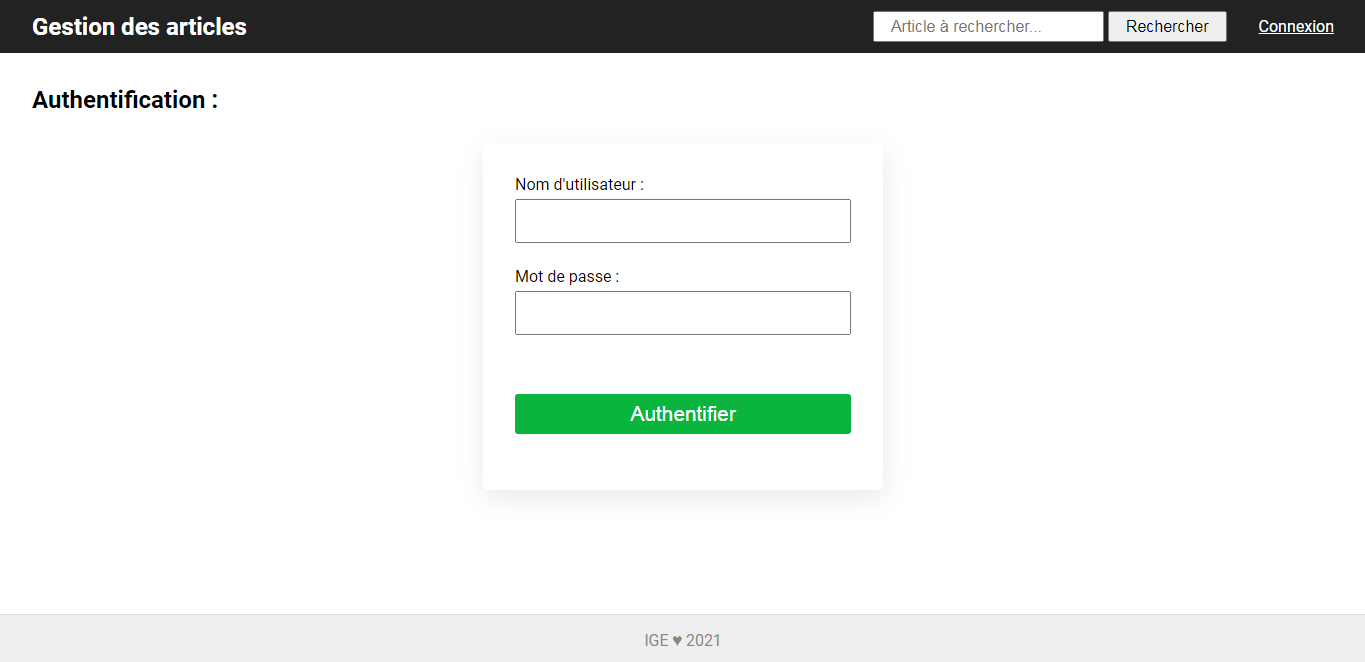 Gestion des articles
Article à rechercher... Rechercher Connexion
Authentification :
Nom d'utilisateur :
Mot de passe :
Authentifier
IGE ♥ 2021